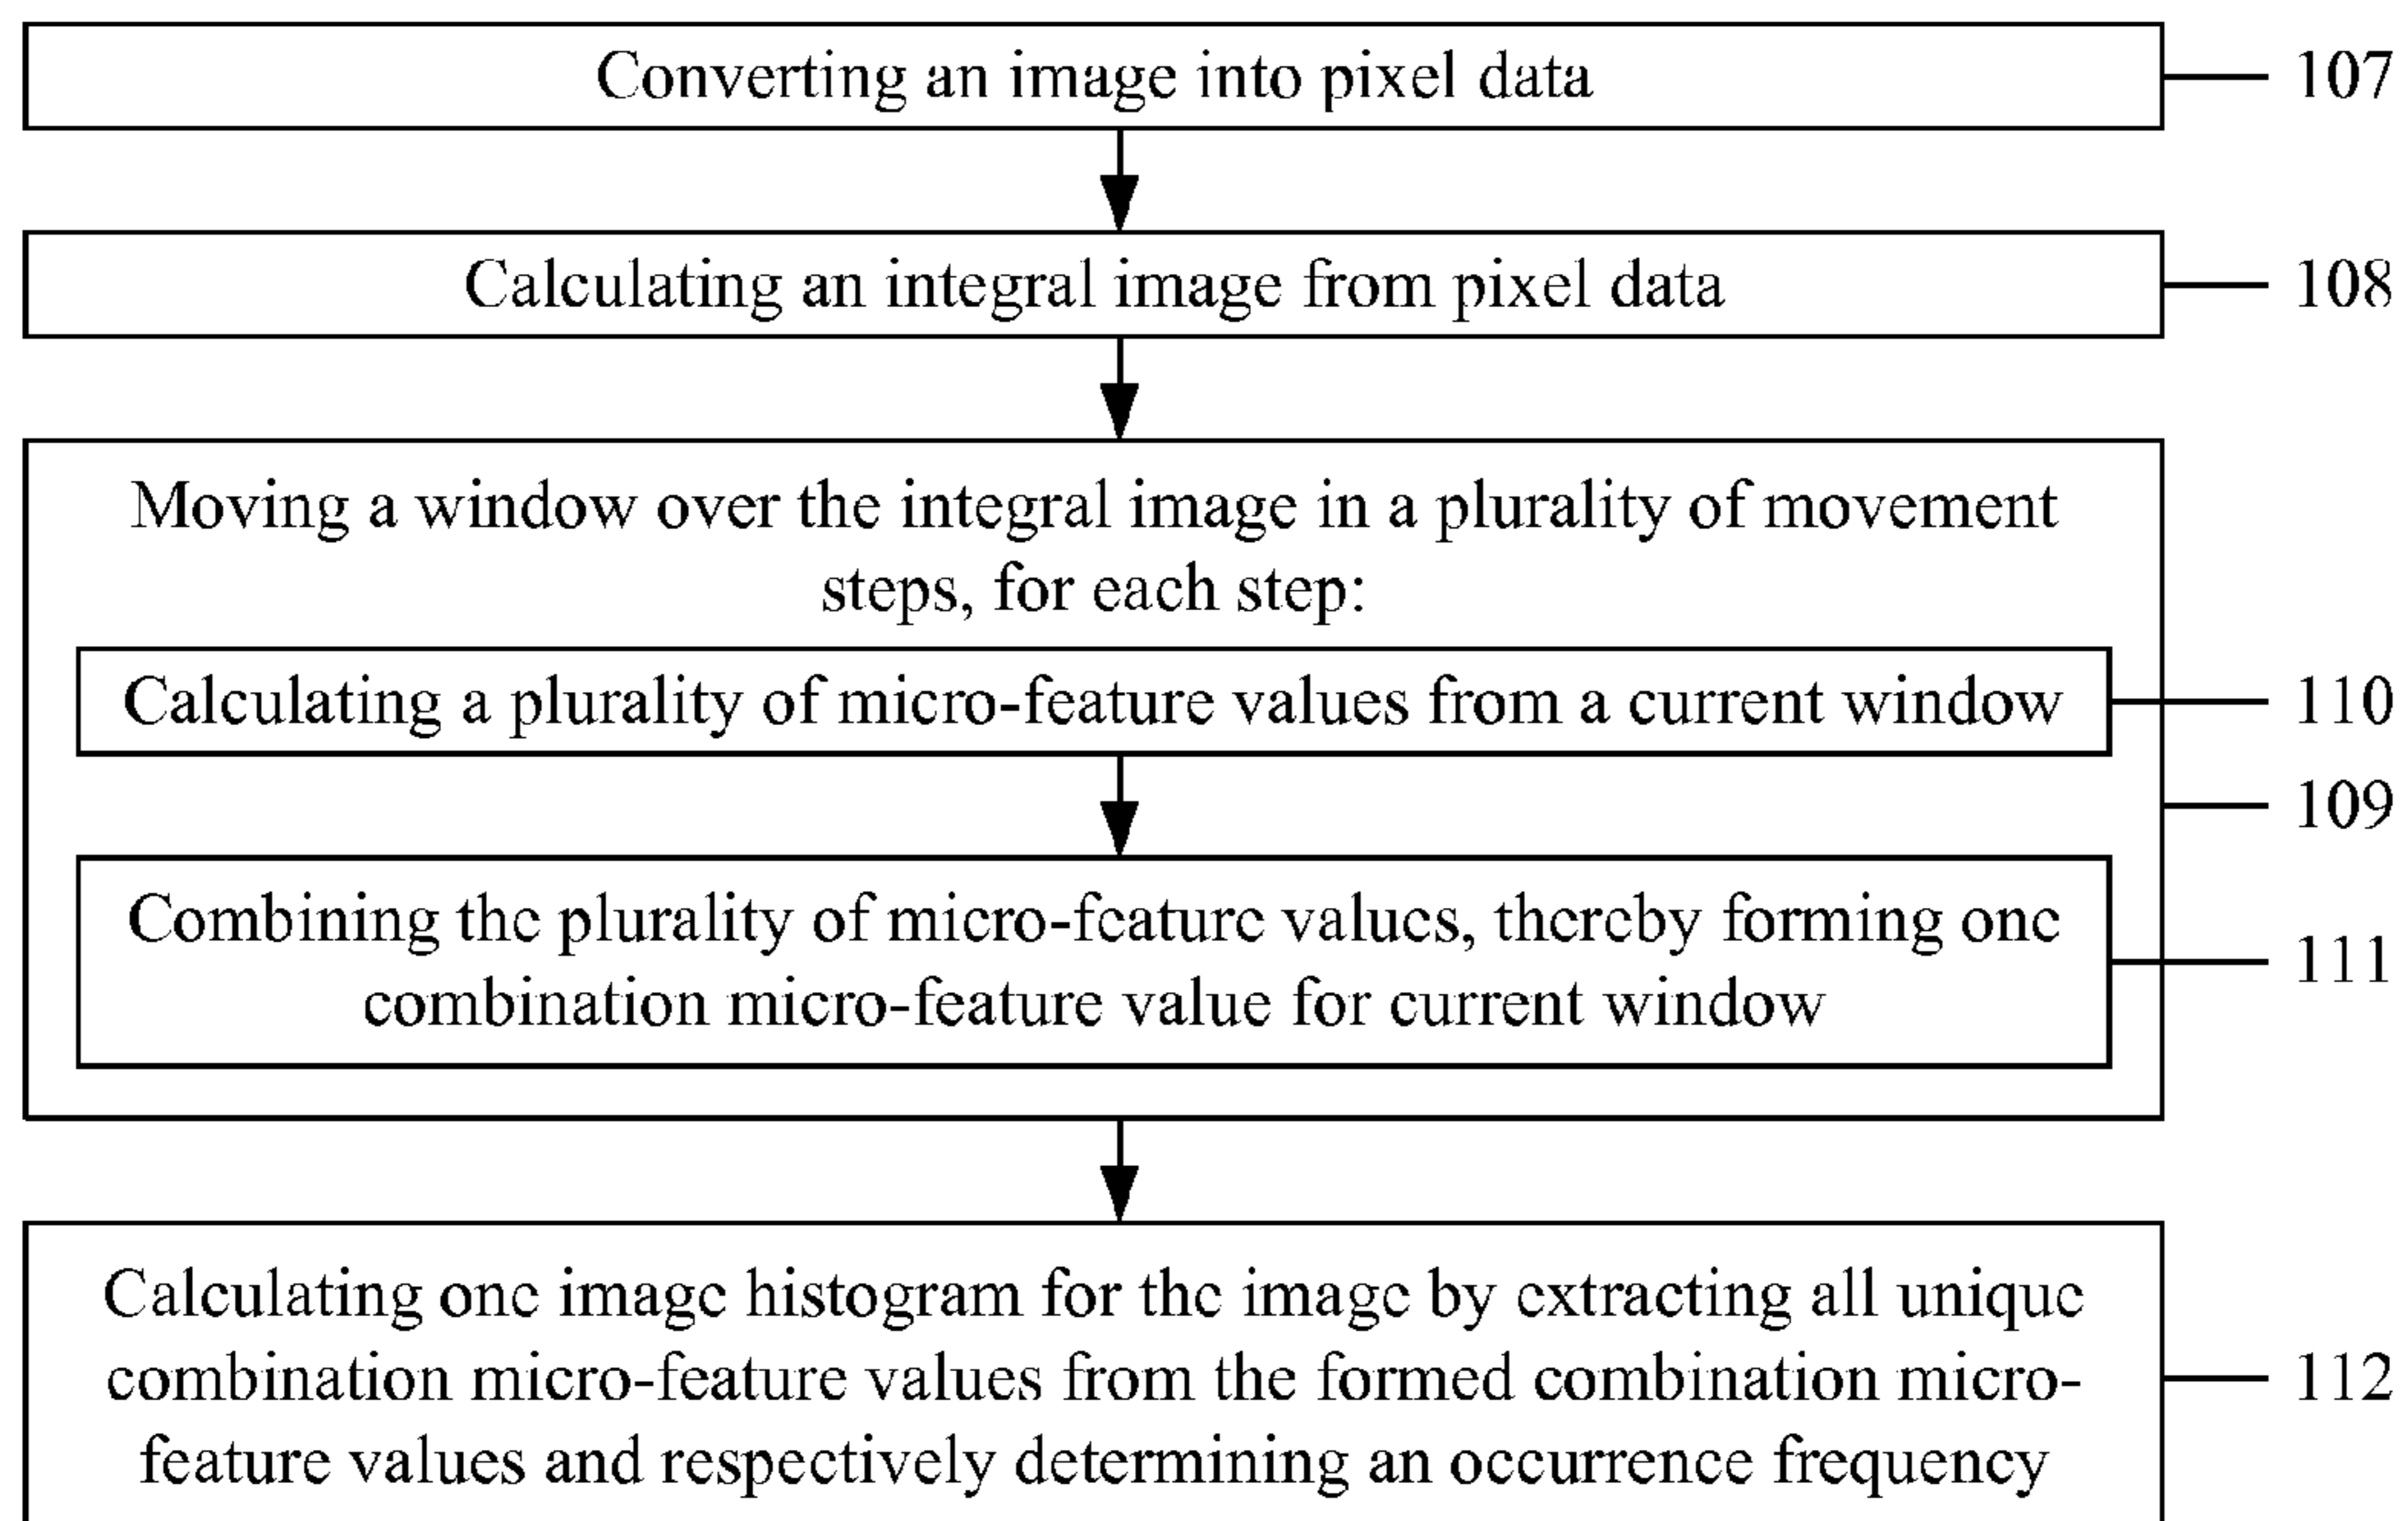 Converting an image into pixel data
107
Calculating an integral image from pixel data
108
Moving a window over the integral image in a plurality of movement
steps, for each step:
Calculating a plurality of micro-feature values from a current window
110
109
Combining the plurality of micro-feature values, thereby forming one
combination micro-feature value for current window
111
Calculating one image histogram for the image by extracting all unique
combination micro-feature values from the formed combination micro-
feature values and respectively determining an occurrence frequency
112